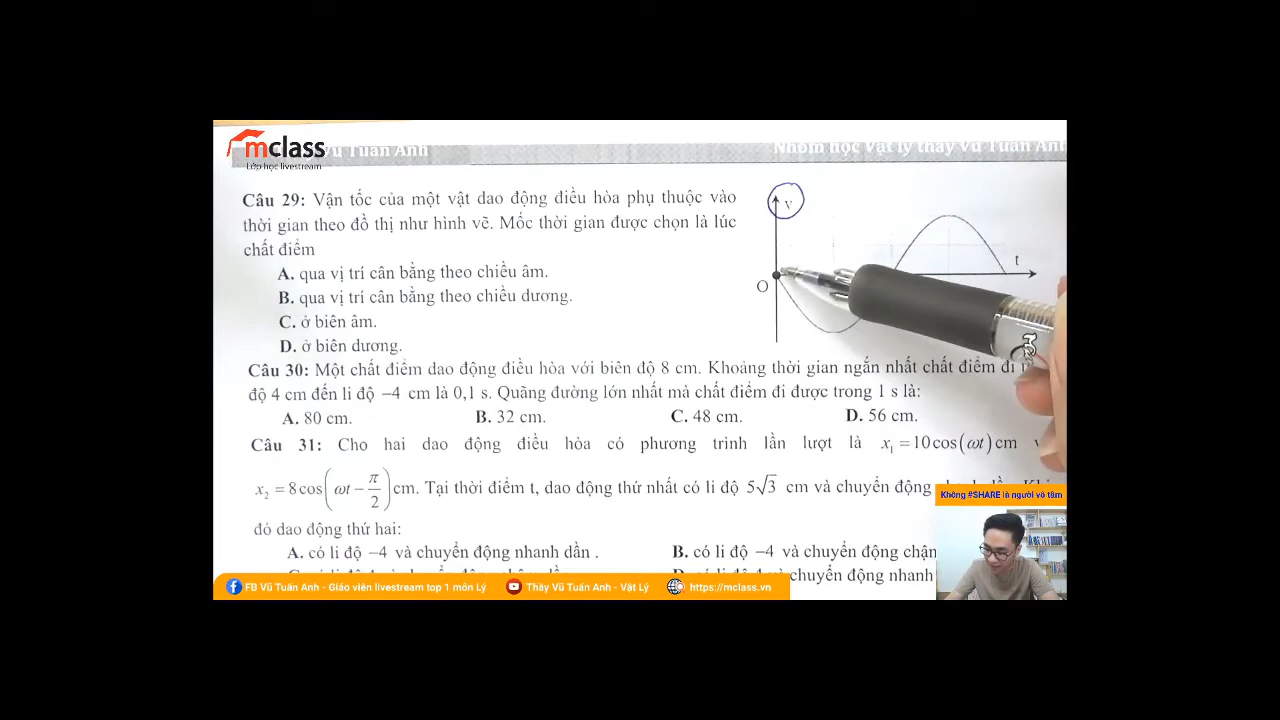 mclass
Lớp học livestream
Vũ Tuấn Anh
Nhóm học vật lý thầy Vũ Tuấn Anh
Câu 29: Vận tốc của một vật dao động điều hòa phụ thuộc vào
thời gian theo đồ thị như hình vẽ. Mốc thời gian được chọn là lúc
chất điểm
A. qua vị trí cân bằng theo chiều âm.
B. qua vị trí cân bằng theo chiều dương.
C. ở biên âm.
D. ở biên dương.
v
t
O
Câu 30: Một chất điểm dao động điều hòa với biên độ 8 cm. Khoảng thời gian ngắn nhất chất điểm đi
độ 4 cm đến li độ −4 cm là 0,1 s. Quãng đường lớn nhất mà chất điểm đi được trong 1 s là:
A. 80 cm. B. 32 cm. C. 48 cm. D. 56 cm.
Câu 31: Cho hai dao động điều hòa có phương trình lần lượt là x₁ = 10cos(ωt) cm
x₂ = 8cos(ωt − π/2) cm. Tại thời điểm t, dao động thứ nhất có li độ 5√3 cm và chuyển động
đó dao động thứ hai:
A. có li độ −4 và chuyển động nhanh dần . B. có li độ −4 và chuyển động chậm
chuyển động nhanh
Không #SHARE là người vô tâm
FB Vũ Tuấn Anh - Giáo viên livestream top 1 môn Lý Thầy Vũ Tuấn Anh - Vật Lý https://mclass.vn